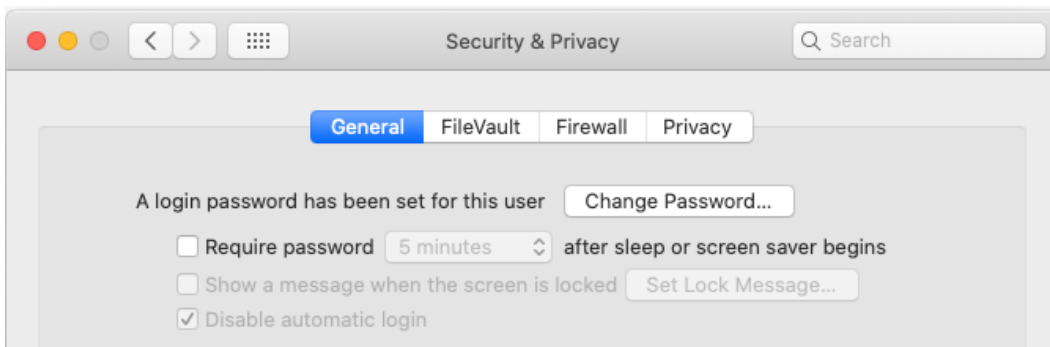 Security & Privacy
Search
General FileVault Firewall Privacy
A login password has been set for this user Change Password...
Require password 5 minutes after sleep or screen saver begins
Show a message when the screen is locked Set Lock Message...
Disable automatic login